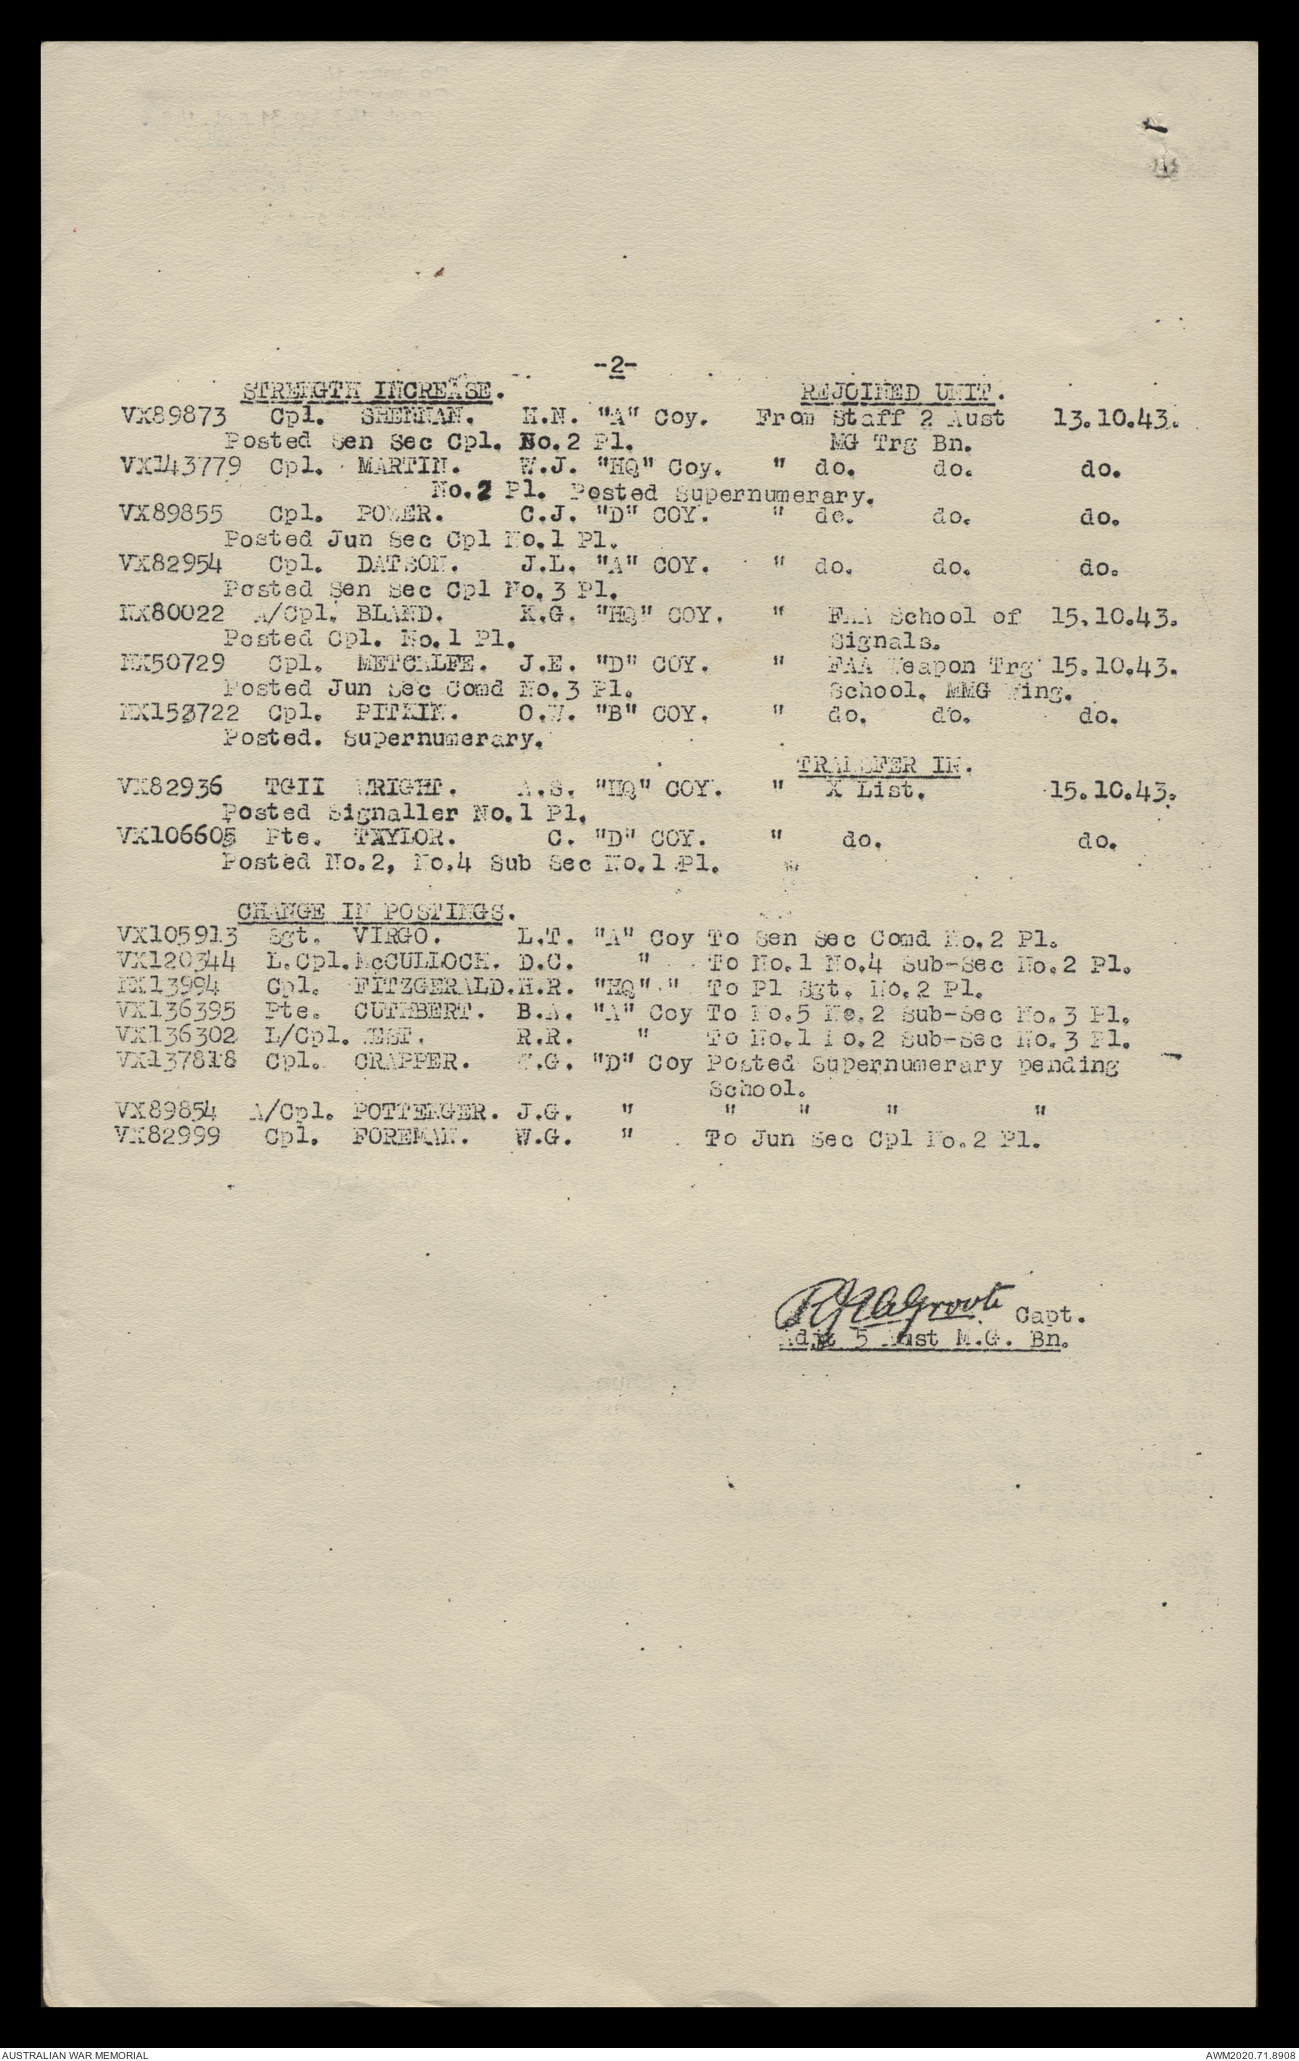 -2-
STRENGTH INCREASE. REJOINED UNIT.
VX89873 Cpl. SHENNAN. H.N. "A" Coy. From Staff 2 Aust 13.10.43.
Posted Sen Sec Cpl. No.2 Pl. MG Trg Bn.
VX143779 Cpl. MARTIN. W.J. "HQ" Coy. " do. do. do.
No.2 Pl. Posted Supernumerary.
VX89855 Cpl. POWER. C.J. "D" COY. " do. do. do.
Posted Jun Sec Cpl No.1 Pl.
VX82954 Cpl. DATSON. J.L. "A" COY. " do. do. do.
Posted Sen Sec Cpl No.3 Pl.
NX80022 A/Cpl. BLAND. K.G. "HQ" COY. " FAA School of 15.10.43.
Posted Cpl. No.1 Pl. Signals.
NX50729 Cpl. METCALFE. J.E. "D" COY. " FAA Weapon Trg 15.10.43.
Posted Jun Sec Comd No.3 Pl. School. MMG Wing.
NX153722 Cpl. PITKIN. O.W. "B" COY. " do. do. do.
Posted. Supernumerary.
TRANSFER IN.
VX82936 TGII WRIGHT. A.S. "HQ" COY. " X List. 15.10.43.
Posted Signaller No.1 Pl.
VX106605 Pte. TAYLOR. C. "D" COY. " do. do.
Posted No.2, No.4 Sub Sec No.1 Pl.
CHANGE IN POSTINGS.
VX105913 Sgt. VIRGO. L.T. "A" Coy To Sen Sec Comd No.2 Pl.
VX120344 L.Cpl. McCULLOCH. D.C. " To No.1 No.4 Sub-Sec No.2 Pl.
NX13994 Cpl. FITZGERALD. H.R. "HQ" " To Pl Sgt. No.2 Pl.
VX136395 Pte. CUTHBERT. B.A. "A" Coy To No.5 No.2 Sub-Sec No.3 Pl.
VX136302 L/Cpl. WEST. R.R. " To No.1 No.2 Sub-Sec No.3 Pl.
VX137818 Cpl. CRAPPER. .G. "D" Coy Posted Supernumerary pending
School.
VX89854 A/Cpl. POTTENGER. J.G. " " " " "
VX82999 Cpl. FOREMAN. W.G. " To Jun Sec Cpl No.2 Pl.
Capt.
Adjt 5 Aust M.G. Bn.
AUSTRALIAN WAR MEMORIAL AWM2020.71.8908